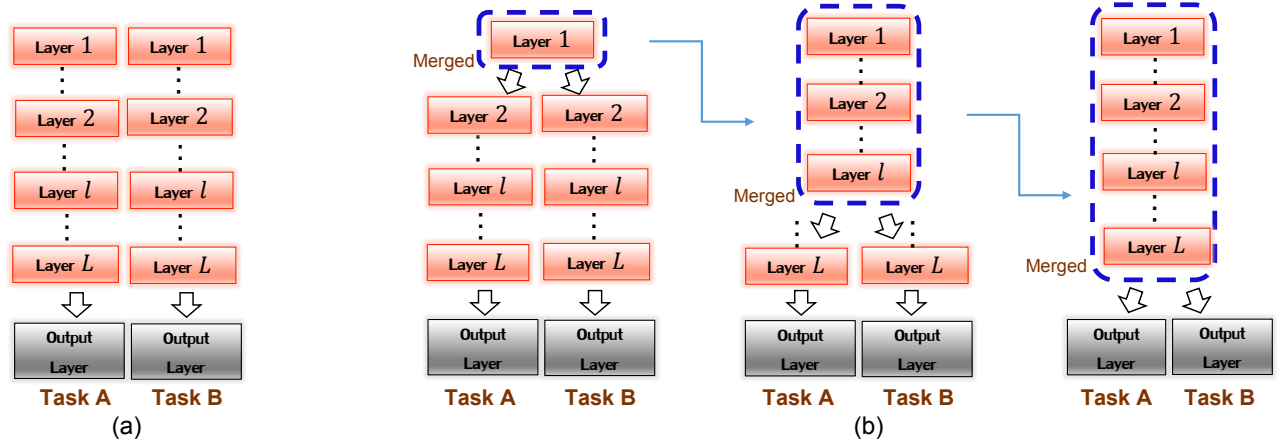 Layer 1
Layer 1
Layer 2
Layer 2
Layer l
Layer l
Layer L
Layer L
Output
Layer
Output
Layer
Task A
Task B
(a)
Layer 1
Merged
Layer 2
Layer 2
Layer l
Layer l
Layer L
Layer L
Output
Layer
Output
Layer
Task A
Task B
Layer 1
Layer 2
Layer l
Merged
Layer L
Layer L
Output
Layer
Output
Layer
Task A
Task B
(b)
Layer 1
Layer 2
Layer l
Layer L
Merged
Output
Layer
Output
Layer
Task A
Task B